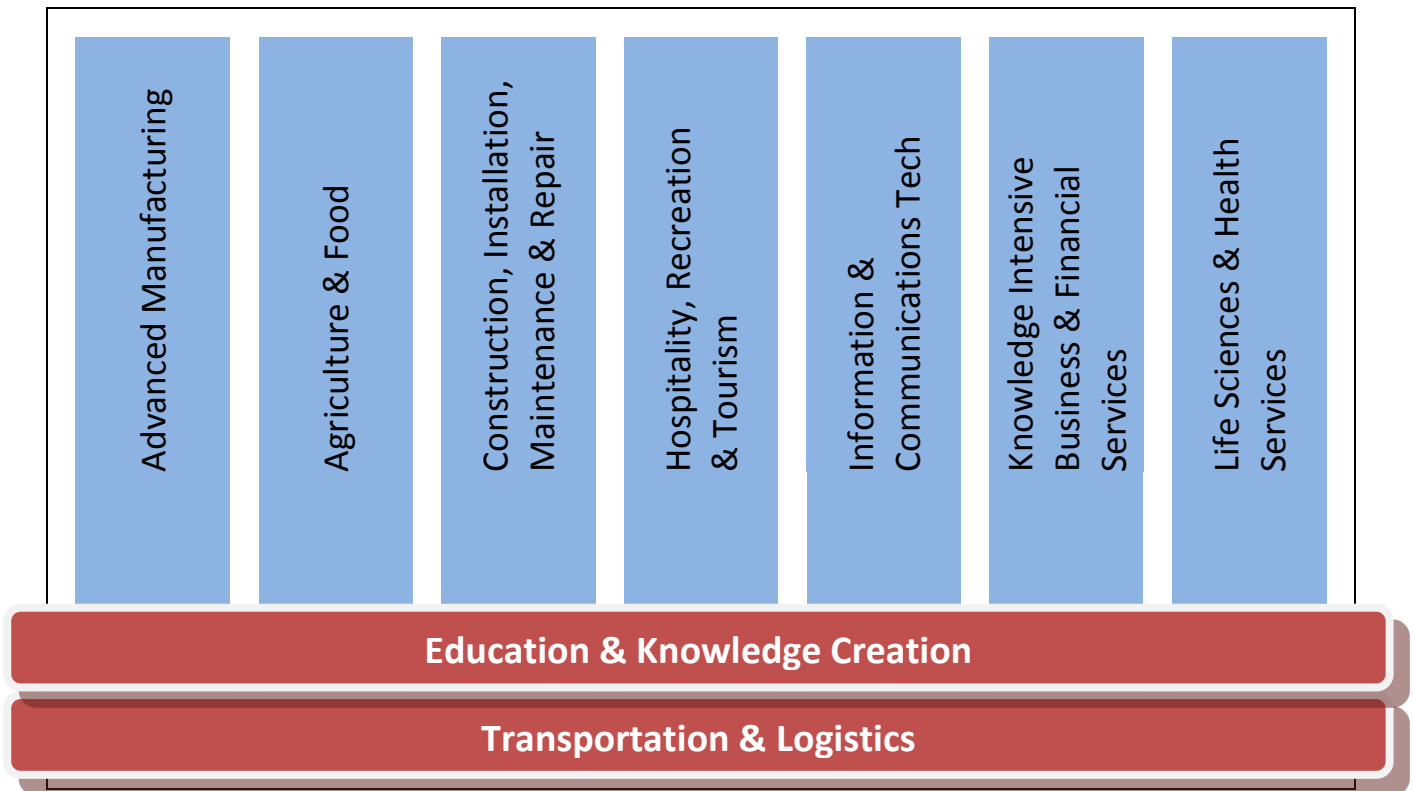 Advanced Manufacturing
Agriculture & Food
Construction, Installation,
Maintenance & Repair
Hospitality, Recreation
& Tourism
Information &
Communications Tech
Knowledge Intensive
Business & Financial
Services
Life Sciences & Health
Services
Education & Knowledge Creation
Transportation & Logistics